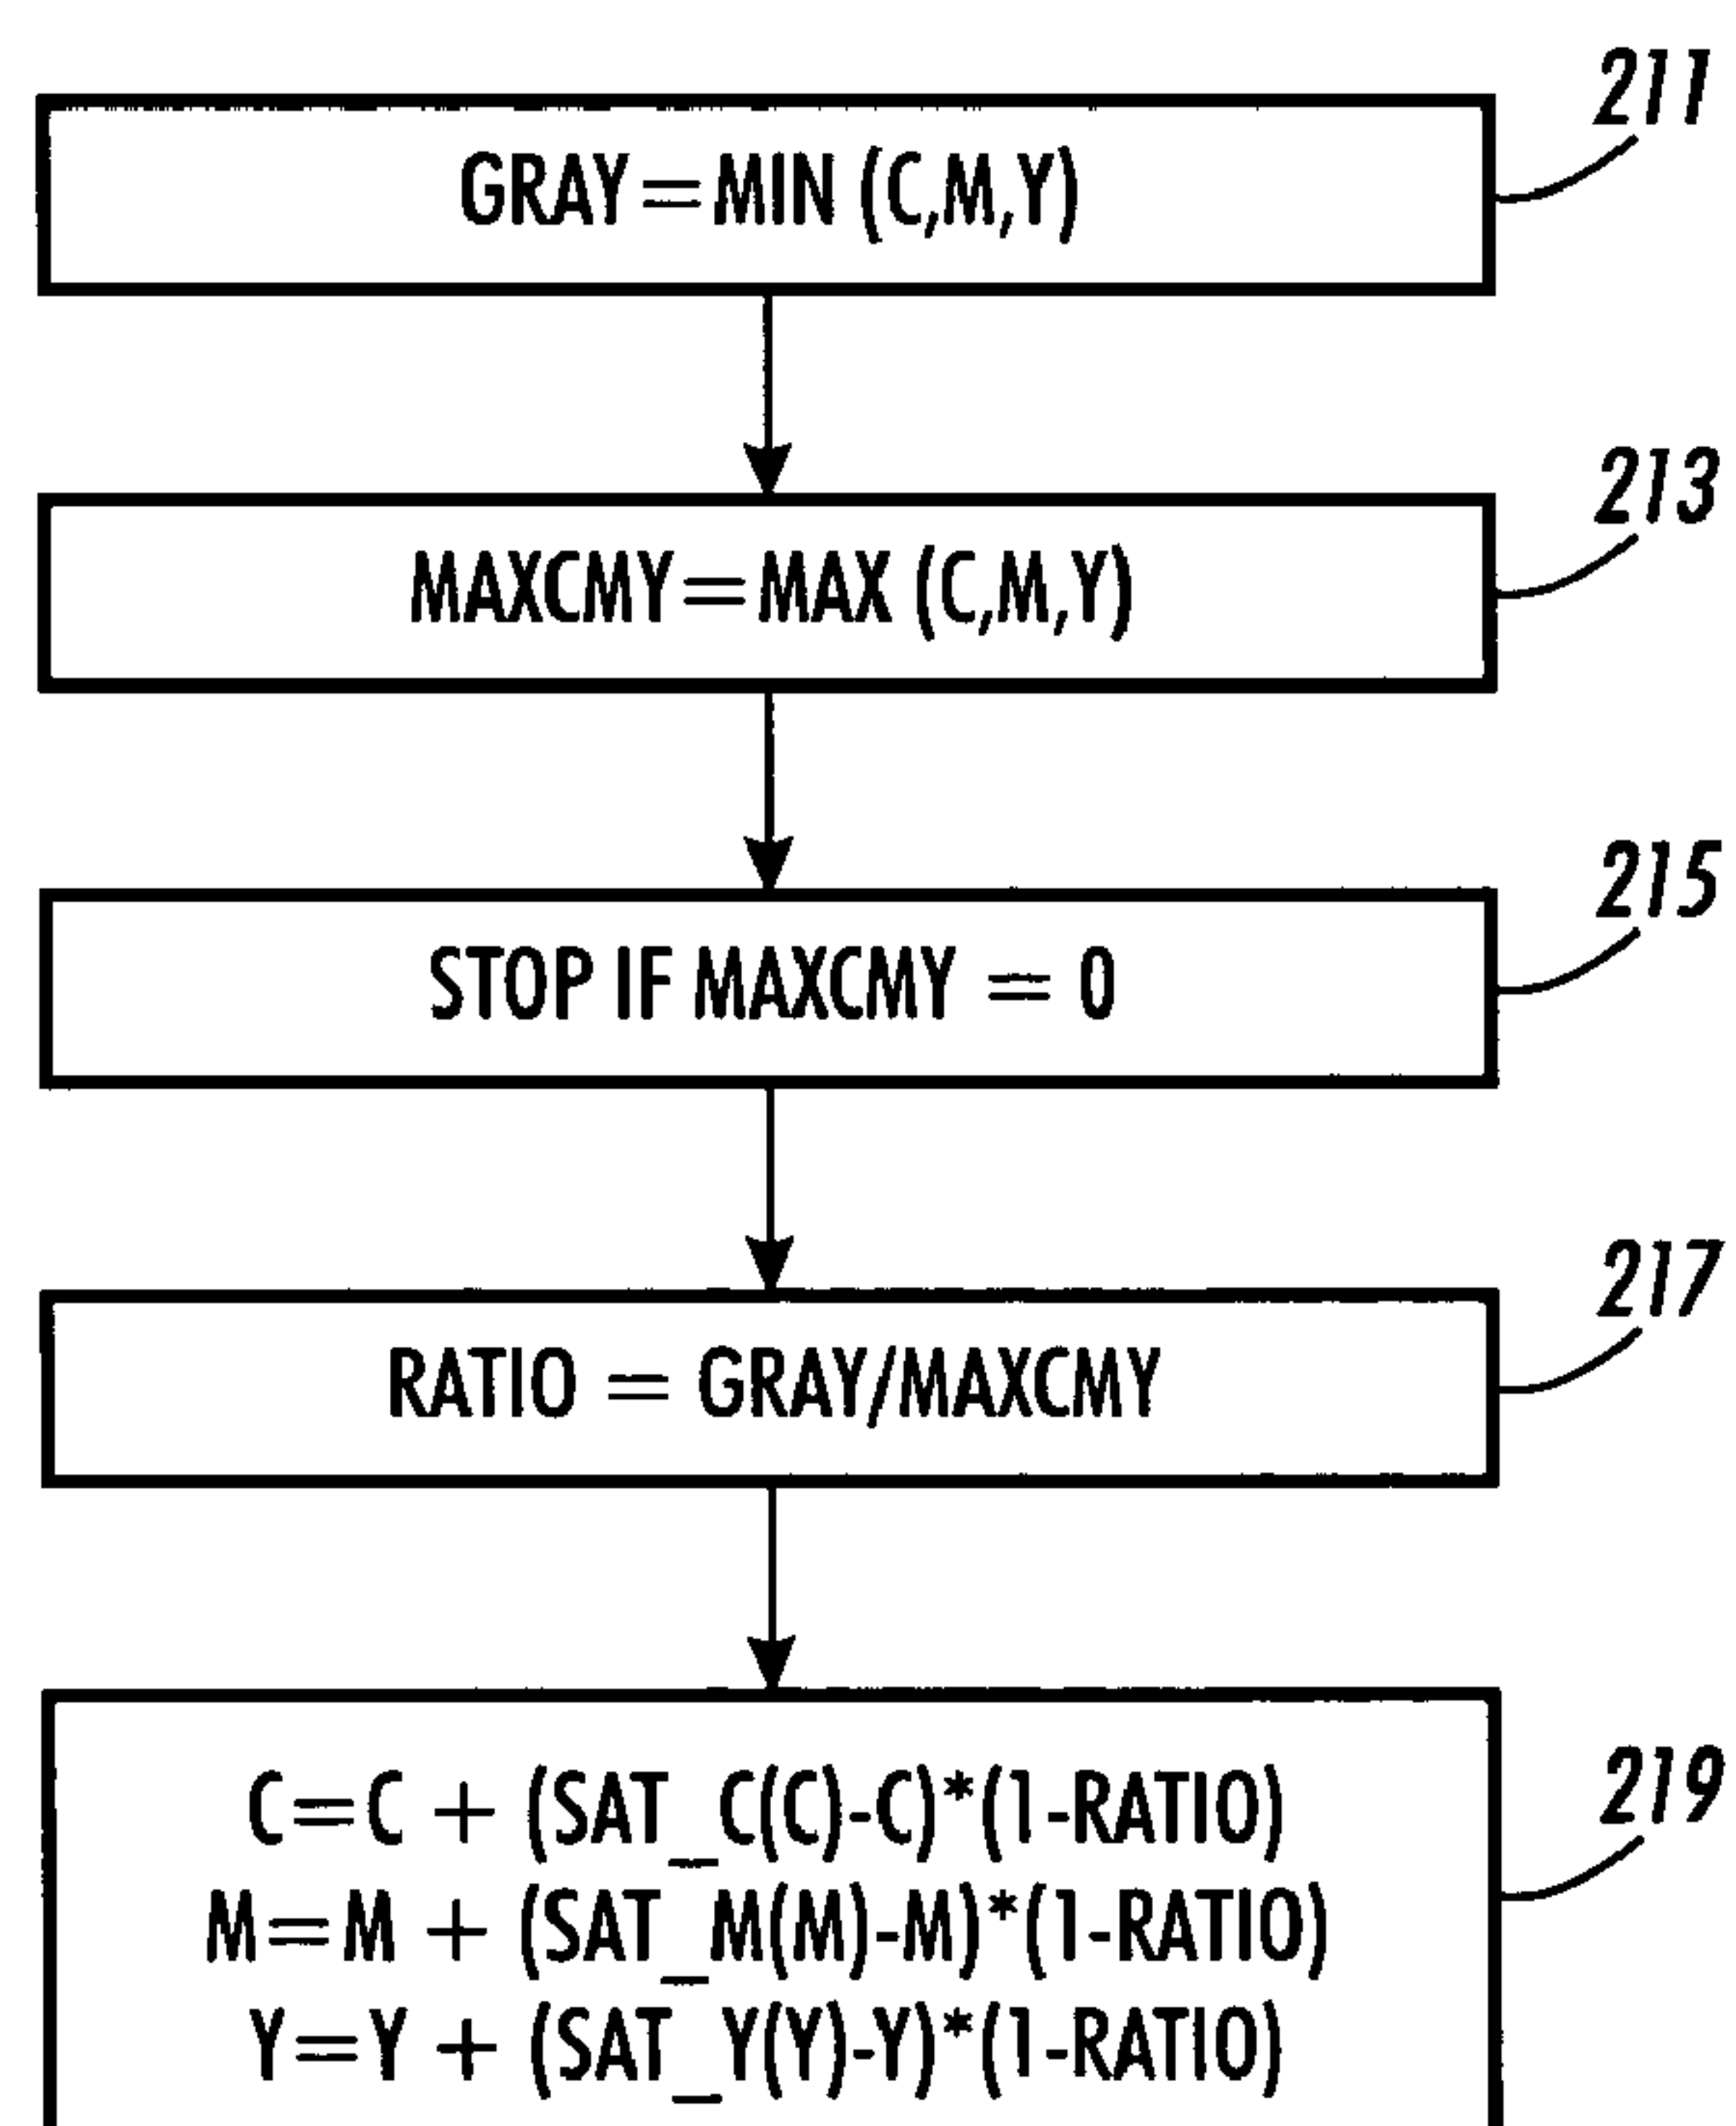 211
GRAY=MIN (C,M,Y)
213
MAXCMY=MAX (C,M,Y)
215
STOP IF MAXCMY = 0
217
RATIO = GRAY/MAXCMY
219
C=C + (SAT_C(C)-C)*(1-RATIO)
M=M + (SAT_M(M)-M)*(1-RATIO)
Y=Y + (SAT_Y(Y)-Y)*(1-RATIO)